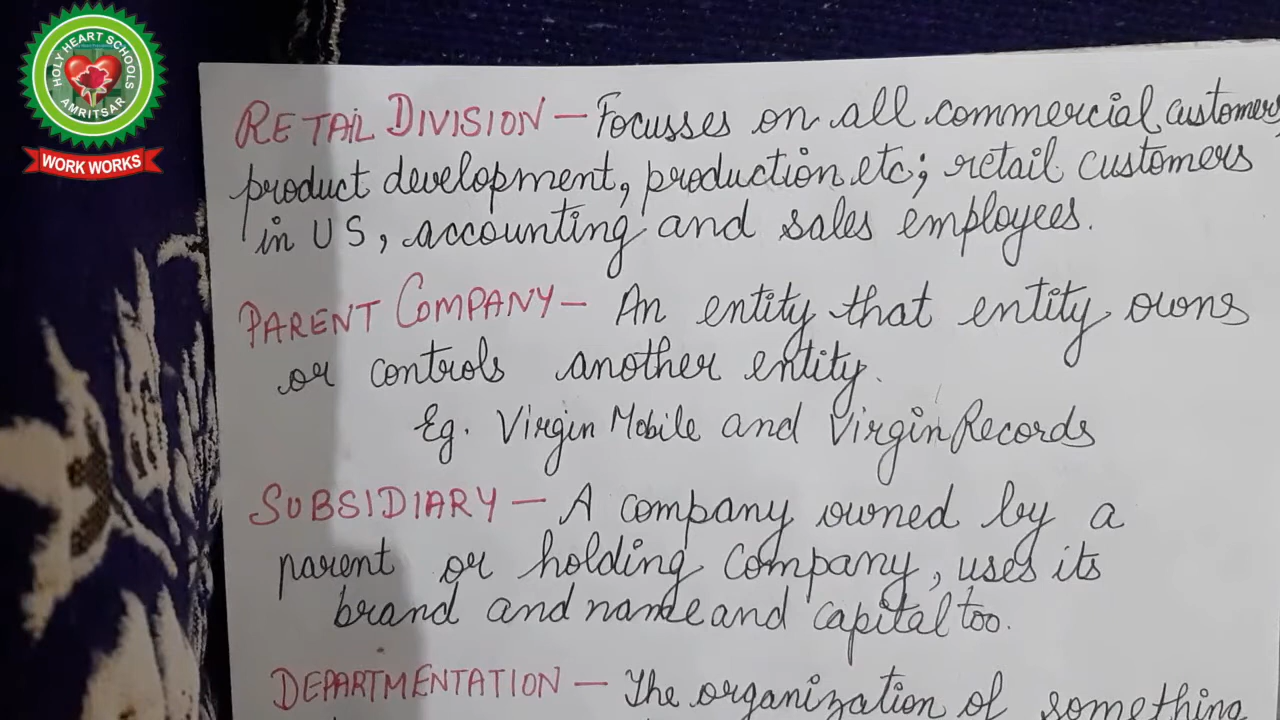 HOLY HEART SCHOOLS
AMRITSAR
WORK WORKS
RETAIL DIVISION — Focusses on all commercial customers
product development, production etc; retail customers
in US, accounting and sales employees.
PARENT COMPANY — An entity that entity owns
or controls another entity.
Eg. Virgin Mobile and Virgin Records
SUBSIDIARY — A company owned by a
parent or holding company, uses its
brand and name and capital too.
DEPARTMENTATION — The organization of something